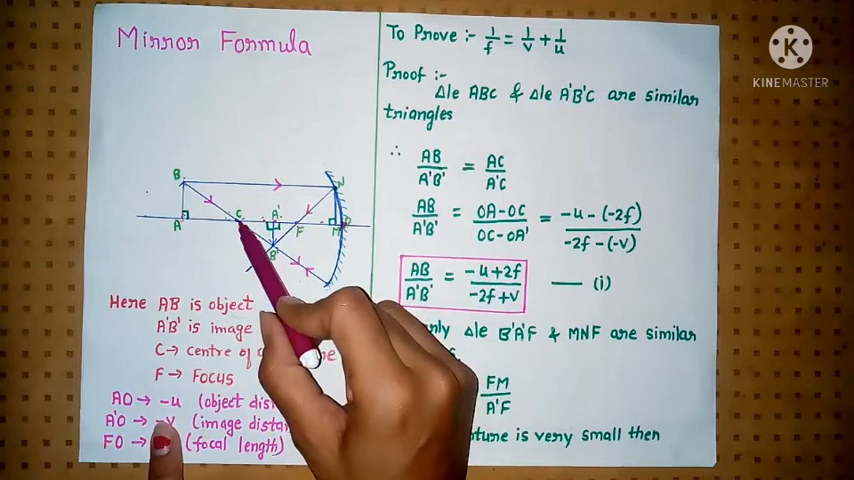 Mirror Formula
B
N
C
A'
A
F
M
O
B'
Here AB is object
A'B' is image
C→ centre of
F→ Focus
AO → -u (object dis
A'O → -v (image distan
FO → (focal length)
To Prove :- 1/f = 1/v + 1/u
Proof :-
Δle ABC & Δle A'B'C are similar
triangles
∴ AB/A'B' = AC/A'C
AB/A'B' = OA-OC/OC-OA' = -u-(-2f)/-2f-(-v)
AB/A'B' = -u+2f/-2f+v —— (i)
Δle B'A'F & MNF are similar
FM/A'F
is very small then
K
KINEMASTER